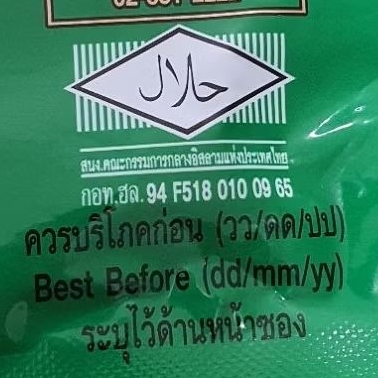 حلال
สนง.คณะกรรมการกลางอิสลามแห่งประเทศไทย
กอท.ฮล. 94 F518 010 09 65
ควรบริโภคก่อน (วว/ดด/ปป)
Best Before (dd/mm/yy)
ระบุไว้ด้านหน้าซอง